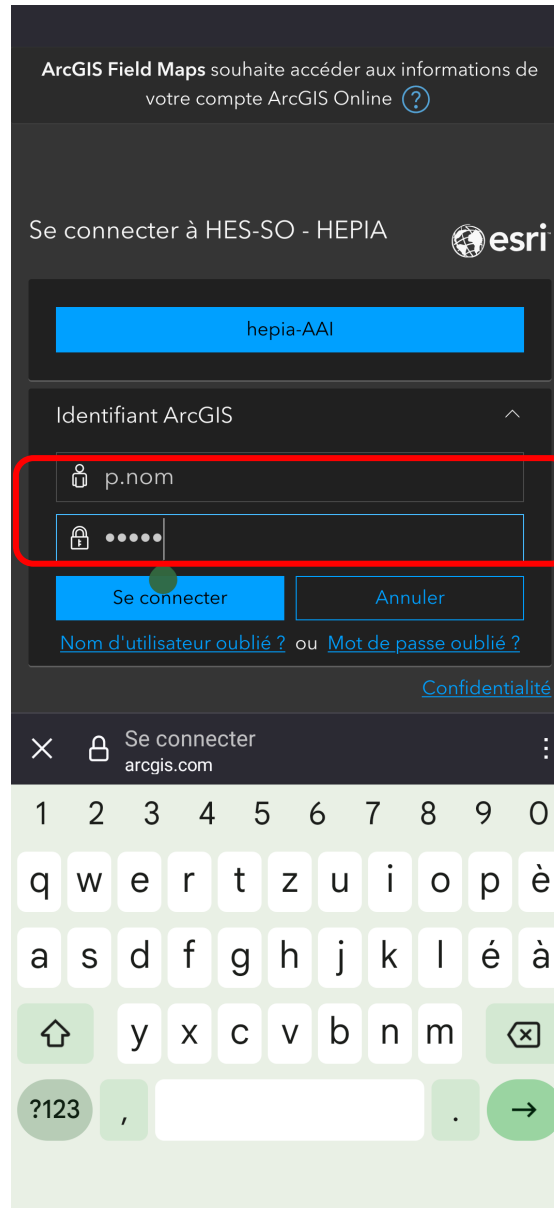 ArcGIS Field Maps souhaite accéder aux informations de
votre compte ArcGIS Online ?
Se connecter à HES-SO - HEPIA
esri
hepia-AAI
Identifiant ArcGIS
p.nom
•••••
Se connecter
Annuler
Nom d'utilisateur oublié ? ou Mot de passe oublié ?
Confidentialité
Se connecter
arcgis.com
1 2 3 4 5 6 7 8 9 0
q w e r t z u i o p è
a s d f g h j k l é à
y x c v b n m
?123 , .